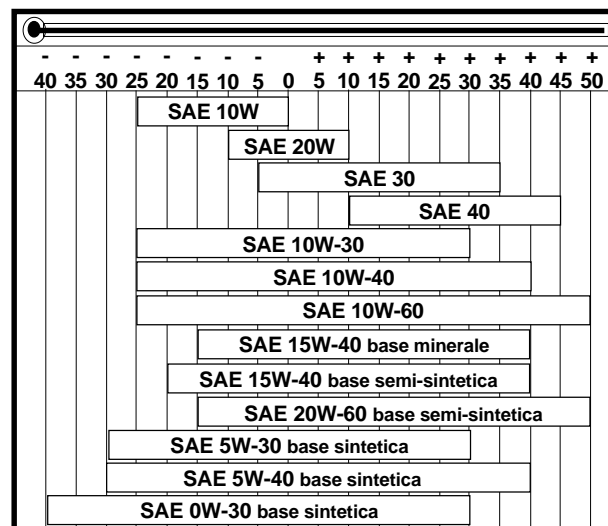 - - - - - - - - + + + + + + + + + +
40 35 30 25 20 15 10 5 0 5 10 15 20 25 30 35 40 45 50
SAE 10W
SAE 20W
SAE 30
SAE 40
SAE 10W-30
SAE 10W-40
SAE 10W-60
SAE 15W-40 base minerale
SAE 15W-40 base semi-sintetica
SAE 20W-60 base semi-sintetica
SAE 5W-30 base sintetica
SAE 5W-40 base sintetica
SAE 0W-30 base sintetica